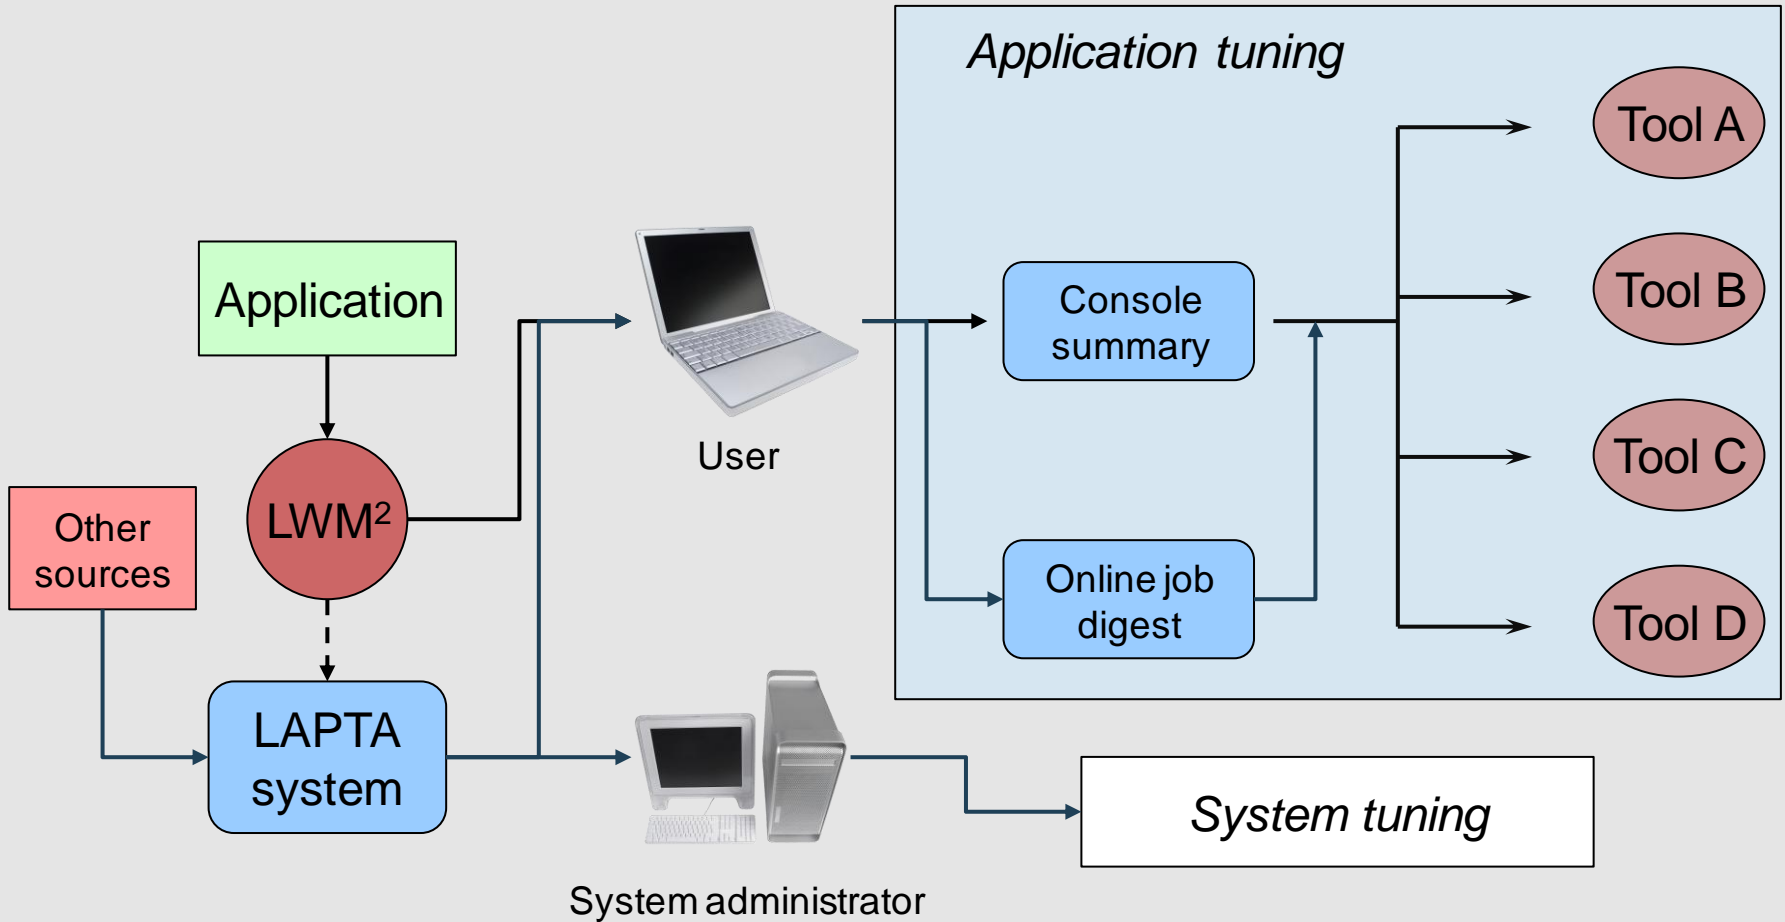 Application tuning
Tool A
Tool B
Application
Console
summary
User
Tool C
LWM²
Other
sources
Online job
digest
Tool D
LAPTA
system
System tuning
System administrator